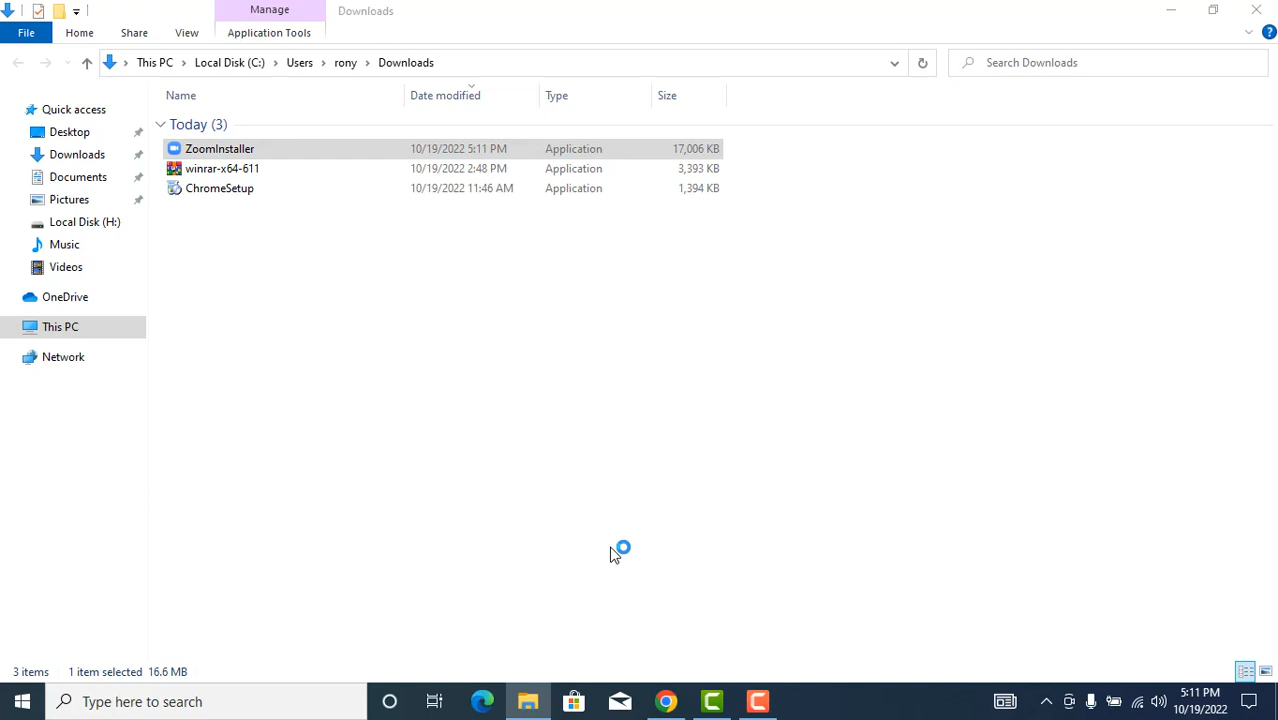 Manage
Downloads
File
Home
Share
View
Application Tools
This PC > Local Disk (C:) > Users > rony > Downloads
Search Downloads
Name
Date modified
Type
Size
Today (3)
ZoomInstaller 10/19/2022 5:11 PM Application 17,006 KB
winrar-x64-611 10/19/2022 2:48 PM Application 3,393 KB
ChromeSetup 10/19/2022 11:46 AM Application 1,394 KB
Quick access
Desktop
Downloads
Documents
Pictures
Local Disk (H:)
Music
Videos
OneDrive
This PC
Network
3 items 1 item selected 16.6 MB
Type here to search
5:11 PM
10/19/2022